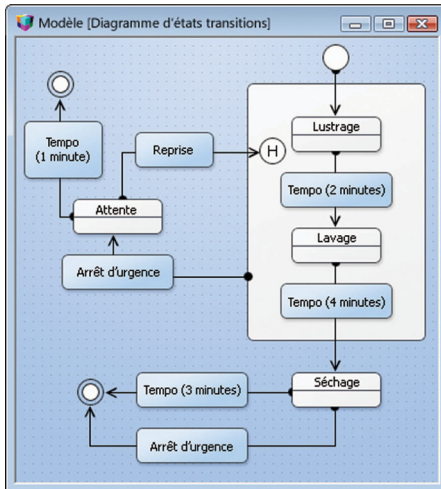 Modèle [Diagramme d'états transitions]
Lustrage
Tempo
(1 minute)
Reprise
H
Tempo (2 minutes)
Attente
Lavage
Arrêt d'urgence
Tempo (4 minutes)
Séchage
Tempo (3 minutes)
Arrêt d'urgence